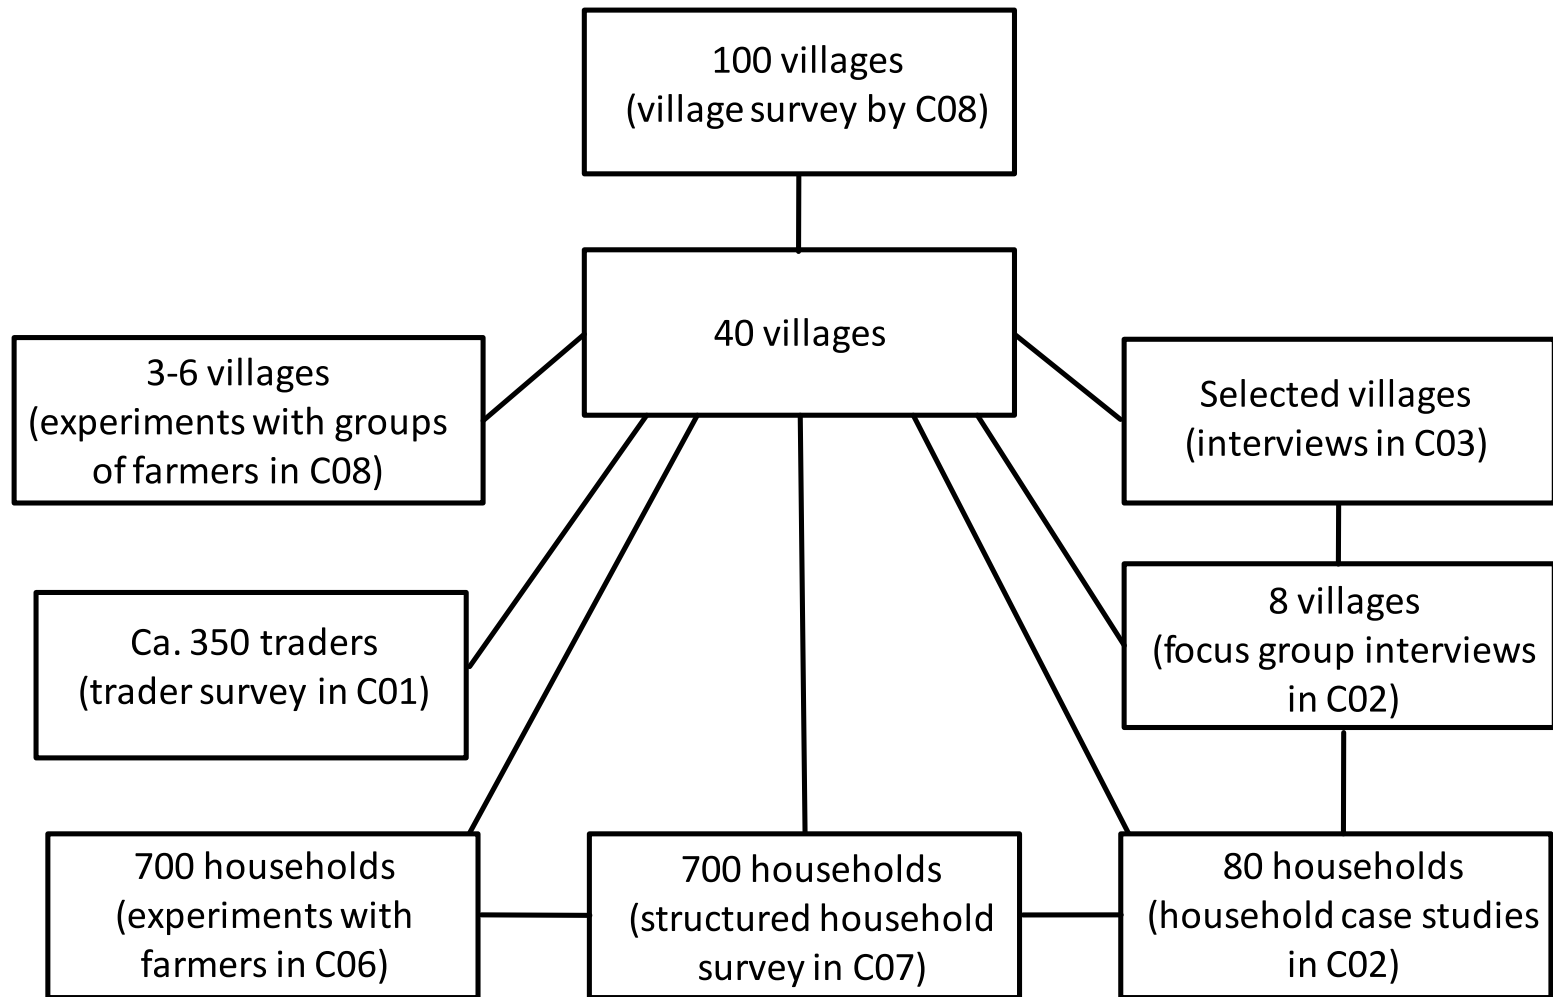 100 villages
(village survey by C08)
40 villages
3-6 villages
(experiments with groups
of farmers in C08)
Selected villages
(interviews in C03)
Ca. 350 traders
(trader survey in C01)
8 villages
(focus group interviews
in C02)
700 households
(experiments with
farmers in C06)
700 households
(structured household
survey in C07)
80 households
(household case studies
in C02)